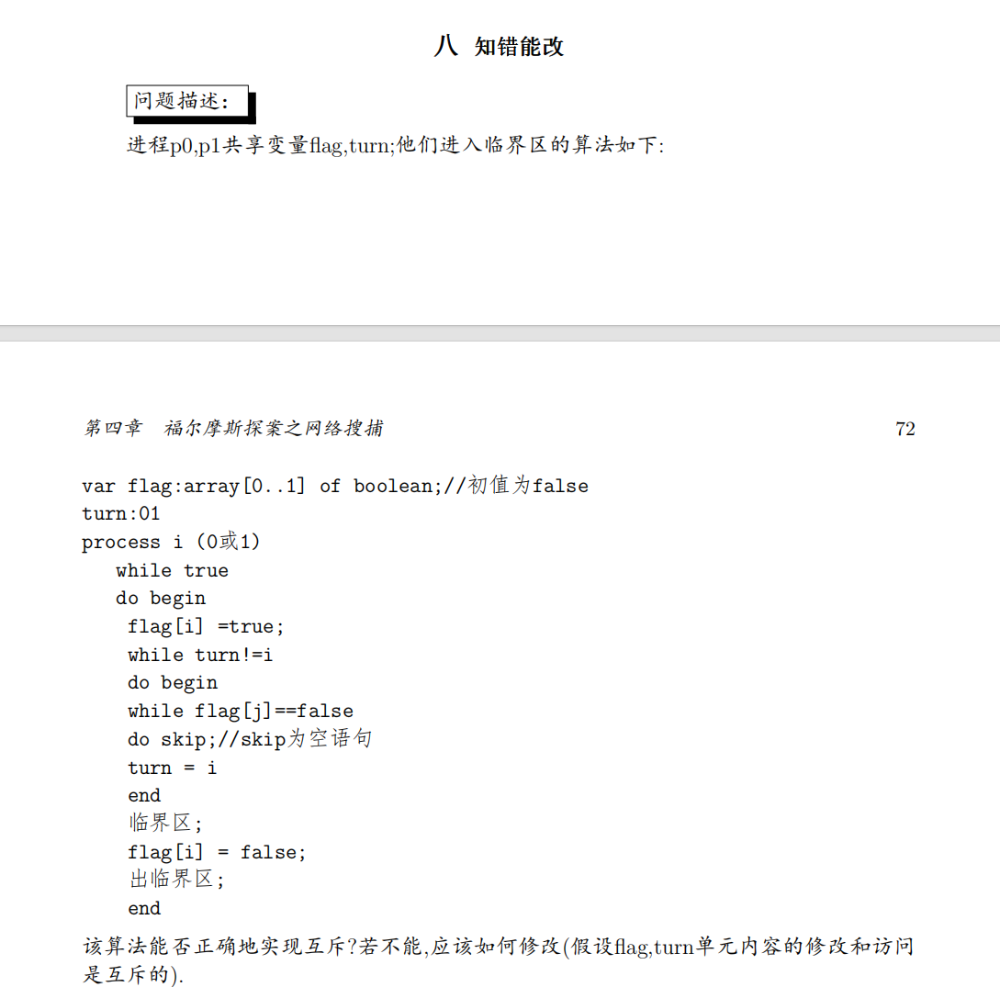 八 知错能改
问题描述：
进程p0,p1共享变量flag,turn;他们进入临界区的算法如下:
第四章 福尔摩斯探案之网络搜捕 72
var flag:array[0..1] of boolean;//初值为false
turn:01
process i (0或1)
while true
do begin
flag[i] =true;
while turn!=i
do begin
while flag[j]==false
do skip;//skip为空语句
turn = i
end
临界区;
flag[i] = false;
出临界区;
end
该算法能否正确地实现互斥?若不能,应该如何修改(假设flag,turn单元内容的修改和访问
是互斥的).